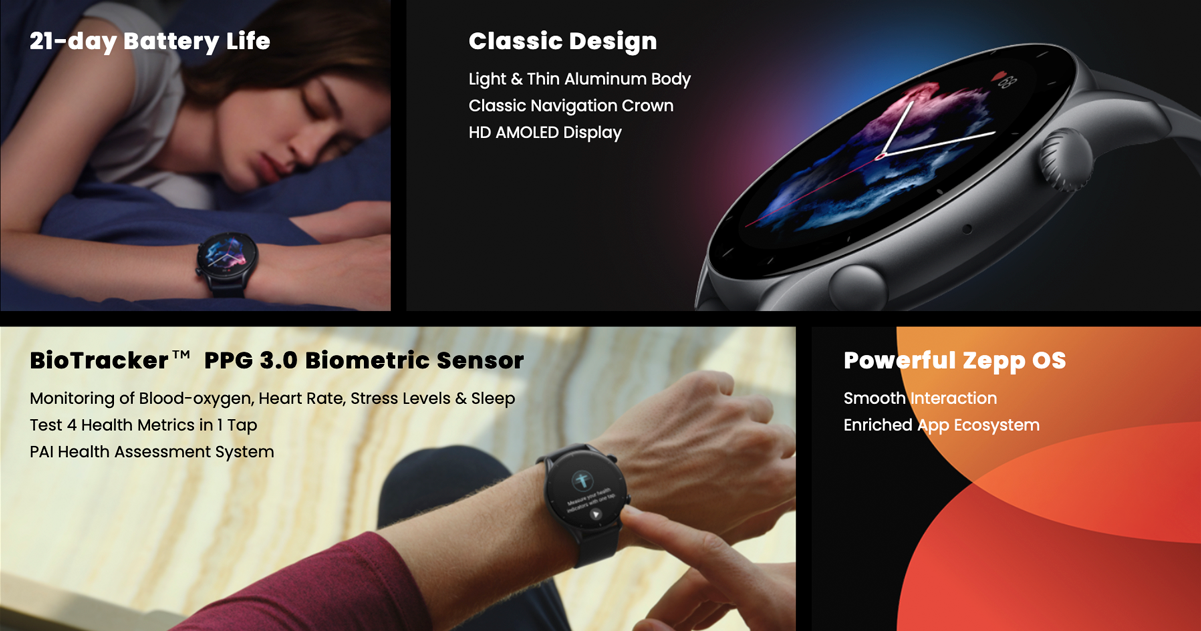 21-day Battery Life
Classic Design
Light & Thin Aluminum Body
Classic Navigation Crown
HD AMOLED Display
BioTracker™ PPG 3.0 Biometric Sensor
Monitoring of Blood-oxygen, Heart Rate, Stress Levels & Sleep
Test 4 Health Metrics in 1 Tap
PAI Health Assessment System
Measure your health
indicators with one tap.
Powerful Zepp OS
Smooth Interaction
Enriched App Ecosystem